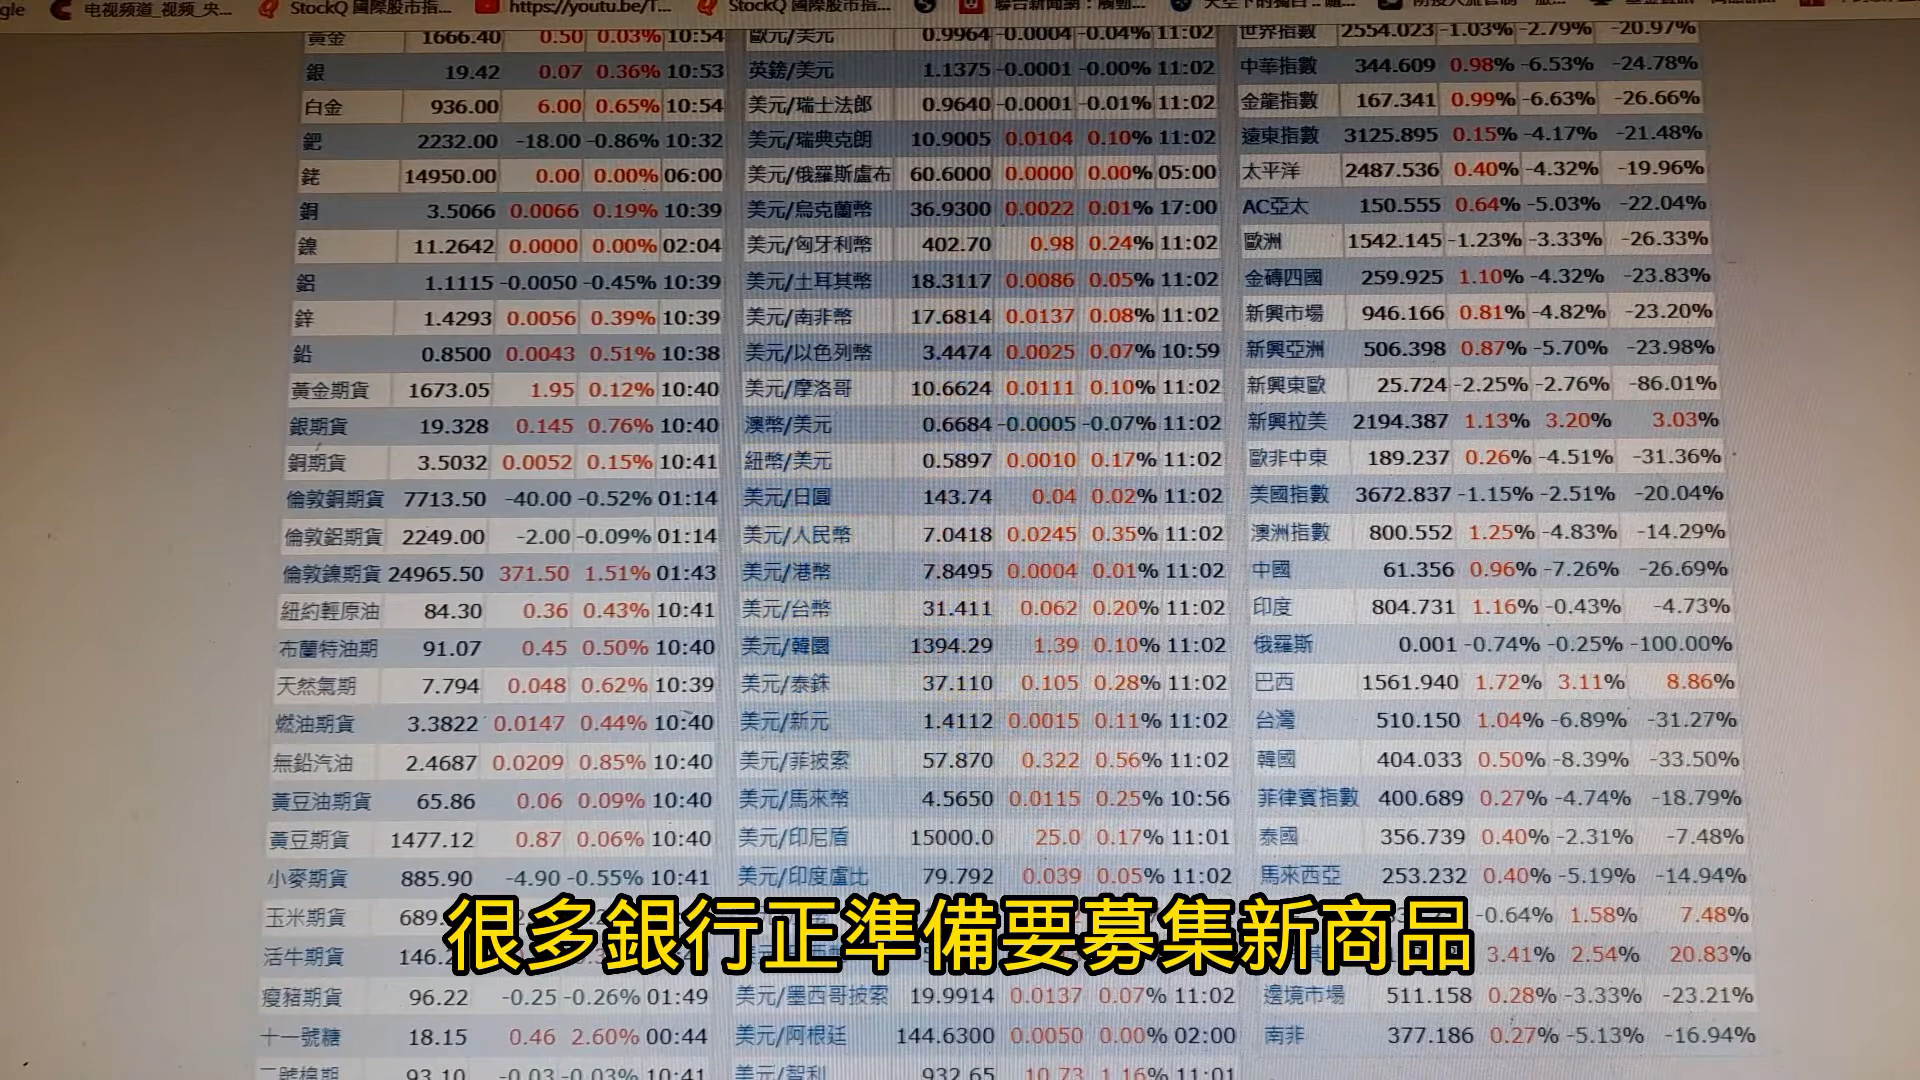 gle 电视频道_视频_央... StockQ 國際股市指... https://youtu.be/T... StockQ 國際股市指...
黃金 1666.40 0.50 0.03% 10:54 歐元/美元 0.9964 -0.0004 -0.04% 11:02 世界指數 2554.023 -1.03% -2.79% -20.97%
銀 19.42 0.07 0.36% 10:53 英鎊/美元 1.1375 -0.0001 -0.00% 11:02 中華指數 344.609 0.98% -6.53% -24.78%
白金 936.00 6.00 0.65% 10:54 美元/瑞士法郎 0.9640 -0.0001 -0.01% 11:02 金龍指數 167.341 0.99% -6.63% -26.66%
鈀 2232.00 -18.00 -0.86% 10:32 美元/瑞典克朗 10.9005 0.0104 0.10% 11:02 遠東指數 3125.895 0.15% -4.17% -21.48%
銠 14950.00 0.00 0.00% 06:00 美元/俄羅斯盧布 60.6000 0.0000 0.00% 05:00 太平洋 2487.536 0.40% -4.32% -19.96%
銅 3.5066 0.0066 0.19% 10:39 美元/烏克蘭幣 36.9300 0.0022 0.01% 17:00 AC亞太 150.555 0.64% -5.03% -22.04%
鎳 11.2642 0.0000 0.00% 02:04 美元/匈牙利幣 402.70 0.98 0.24% 11:02 歐洲 1542.145 -1.23% -3.33% -26.33%
鋁 1.1115 -0.0050 -0.45% 10:39 美元/土耳其幣 18.3117 0.0086 0.05% 11:02 金磚四國 259.925 1.10% -4.32% -23.83%
鋅 1.4293 0.0056 0.39% 10:39 美元/南非幣 17.6814 0.0137 0.08% 11:02 新興市場 946.166 0.81% -4.82% -23.20%
鉛 0.8500 0.0043 0.51% 10:38 美元/以色列幣 3.4474 0.0025 0.07% 10:59 新興亞洲 506.398 0.87% -5.70% -23.98%
黃金期貨 1673.05 1.95 0.12% 10:40 美元/摩洛哥 10.6624 0.0111 0.10% 11:02 新興東歐 25.724 -2.25% -2.76% -86.01%
銀期貨 19.328 0.145 0.76% 10:40 澳幣/美元 0.6684 -0.0005 -0.07% 11:02 新興拉美 2194.387 1.13% 3.20% 3.03%
銅期貨 3.5032 0.0052 0.15% 10:41 紐幣/美元 0.5897 0.0010 0.17% 11:02 歐非中東 189.237 0.26% -4.51% -31.36%
倫敦銅期貨 7713.50 -40.00 -0.52% 01:14 美元/日圓 143.74 0.04 0.02% 11:02 美國指數 3672.837 -1.15% -2.51% -20.04%
倫敦鋁期貨 2249.00 -2.00 -0.09% 01:14 美元/人民幣 7.0418 0.0245 0.35% 11:02 澳洲指數 800.552 1.25% -4.83% -14.29%
倫敦鎳期貨 24965.50 371.50 1.51% 01:43 美元/港幣 7.8495 0.0004 0.01% 11:02 中國 61.356 0.96% -7.26% -26.69%
紐約輕原油 84.30 0.36 0.43% 10:41 美元/台幣 31.411 0.062 0.20% 11:02 印度 804.731 1.16% -0.43% -4.73%
布蘭特油期 91.07 0.45 0.50% 10:40 美元/韓圜 1394.29 1.39 0.10% 11:02 俄羅斯 0.001 -0.74% -0.25% -100.00%
天然氣期 7.794 0.048 0.62% 10:39 美元/泰銖 37.110 0.105 0.28% 11:02 巴西 1561.940 1.72% 3.11% 8.86%
燃油期貨 3.3822 0.0147 0.44% 10:40 美元/新元 1.4112 0.0015 0.11% 11:02 台灣 510.150 1.04% -6.89% -31.27%
無鉛汽油 2.4687 0.0209 0.85% 10:40 美元/菲披索 57.870 0.322 0.56% 11:02 韓國 404.033 0.50% -8.39% -33.50%
黃豆油期貨 65.86 0.06 0.09% 10:40 美元/馬來幣 4.5650 0.0115 0.25% 10:56 菲律賓指數 400.689 0.27% -4.74% -18.79%
黃豆期貨 1477.12 0.87 0.06% 10:40 美元/印尼盾 15000.0 25.0 0.17% 11:01 泰國 356.739 0.40% -2.31% -7.48%
小麥期貨 885.90 -4.90 -0.55% 10:41 美元/印度盧比 79.792 0.039 0.05% 11:02 馬來西亞 253.232 0.40% -5.19% -14.94%
玉米期貨 689. -0.64% 1.58% 7.48%
活牛期貨 146. 3.41% 2.54% 20.83%
很多銀行正準備要募集新商品
瘦豬期貨 96.22 -0.25 -0.26% 01:49 美元/墨西哥披索 19.9914 0.0137 0.07% 11:02 邊境市場 511.158 0.28% -3.33% -23.21%
十一號糖 18.15 0.46 2.60% 00:44 美元/阿根廷 144.6300 0.0050 0.00% 02:00 南非 377.186 0.27% -5.13% -16.94%
二號棉期 93.10 -0.03 -0.03% 10:41 美元/智利 932.65 10.73 1.16% 11:01